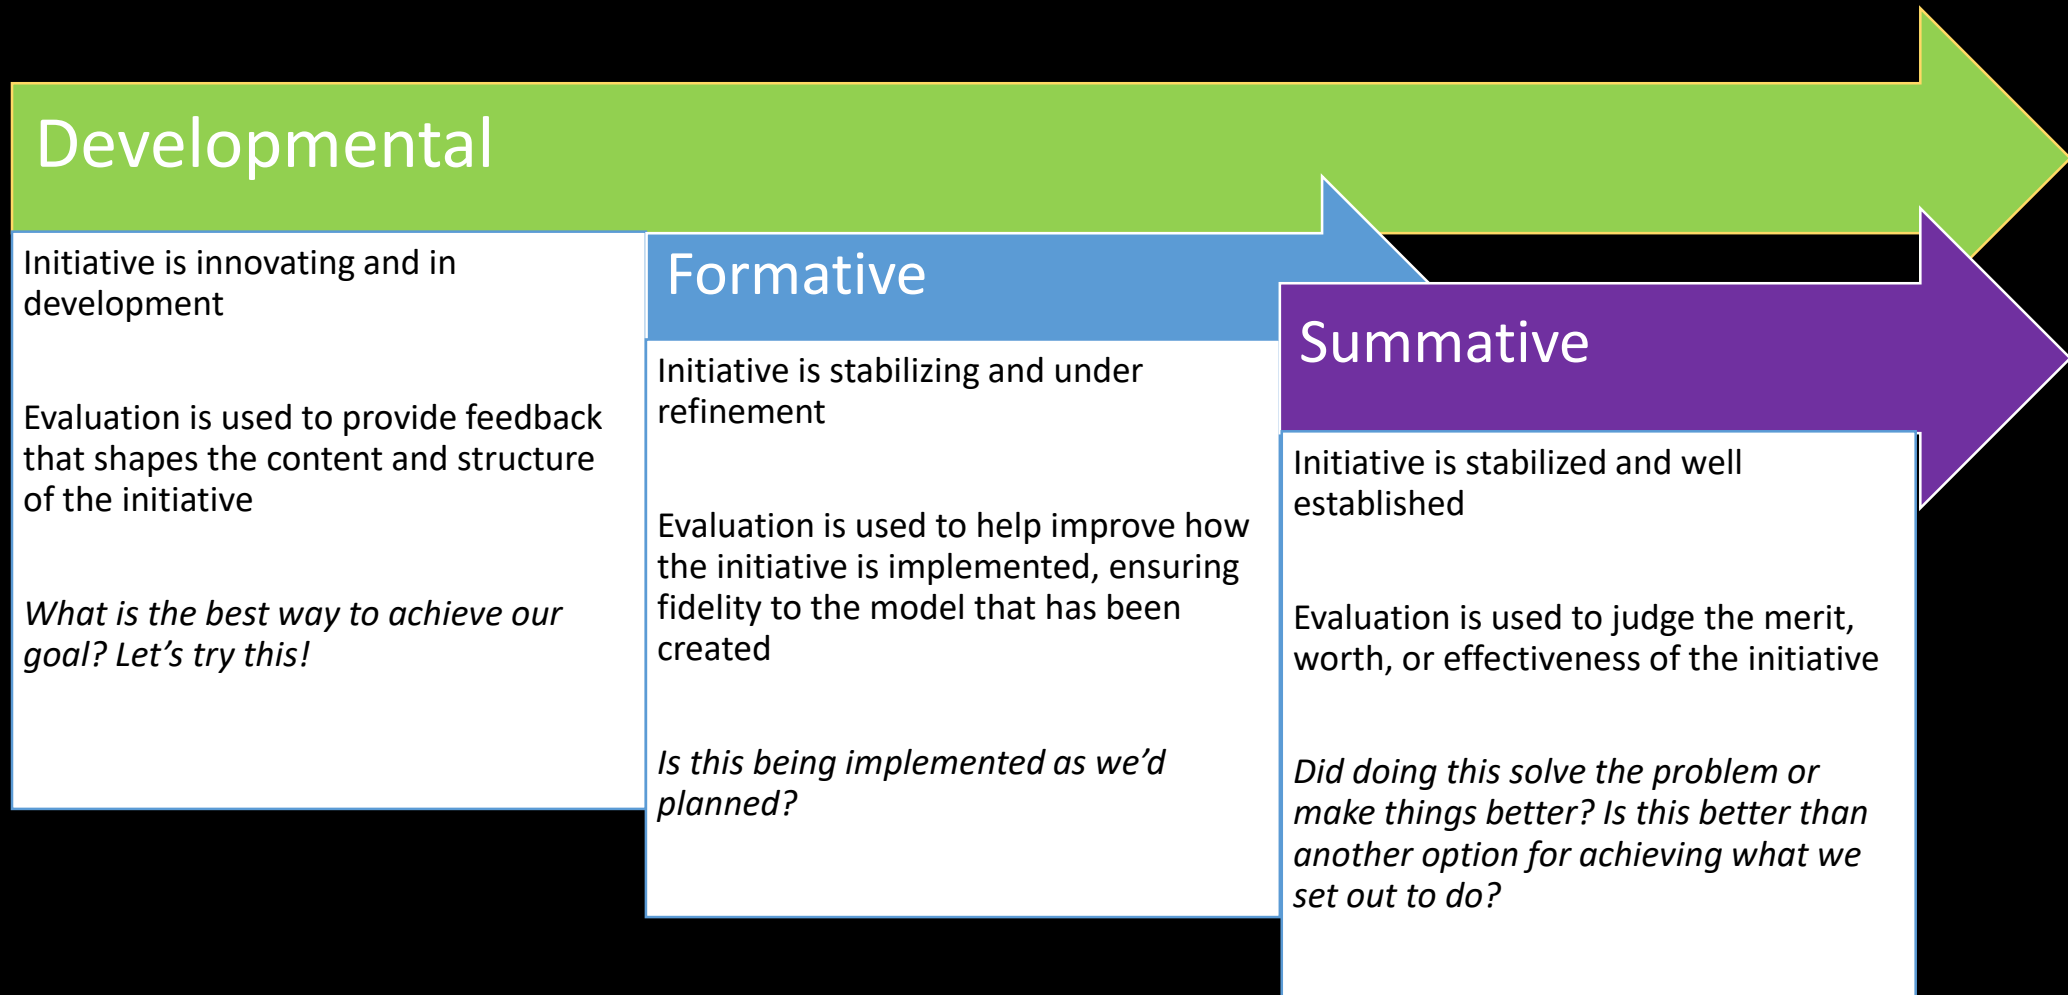 Developmental
Initiative is innovating and in
development
Evaluation is used to provide feedback
that shapes the content and structure
of the initiative
What is the best way to achieve our
goal? Let’s try this!
Formative
Initiative is stabilizing and under
refinement
Evaluation is used to help improve how
the initiative is implemented, ensuring
fidelity to the model that has been
created
Is this being implemented as we’d
planned?
Summative
Initiative is stabilized and well
established
Evaluation is used to judge the merit,
worth, or effectiveness of the initiative
Did doing this solve the problem or
make things better? Is this better than
another option for achieving what we
set out to do?